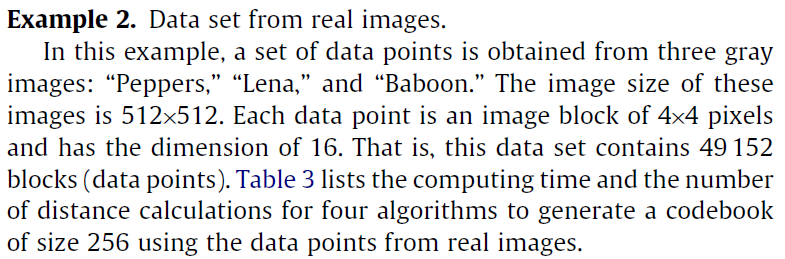 Example 2. Data set from real images.
In this example, a set of data points is obtained from three gray
images: “Peppers,” “Lena,” and “Baboon.” The image size of these
images is 512×512. Each data point is an image block of 4×4 pixels
and has the dimension of 16. That is, this data set contains 49 152
blocks (data points). Table 3 lists the computing time and the number
of distance calculations for four algorithms to generate a codebook
of size 256 using the data points from real images.